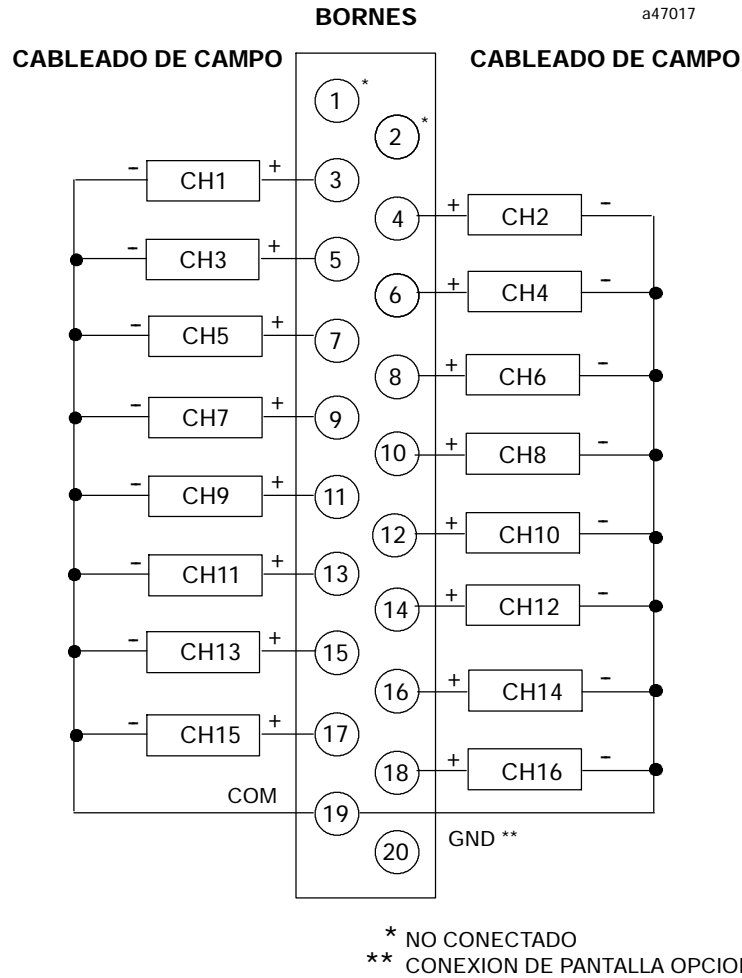 BORNES
a47017
CABLEADO DE CAMPO
CABLEADO DE CAMPO
1 *
2 *
- CH1 + 3
4 + CH2 -
- CH3 + 5
6 + CH4 -
- CH5 + 7
8 + CH6 -
- CH7 + 9
10 + CH8 -
- CH9 + 11
12 + CH10 -
- CH11 + 13
14 + CH12 -
- CH13 + 15
16 + CH14 -
- CH15 + 17
18 + CH16 -
COM 19
20 GND **
* NO CONECTADO
** CONEXION DE PANTALLA